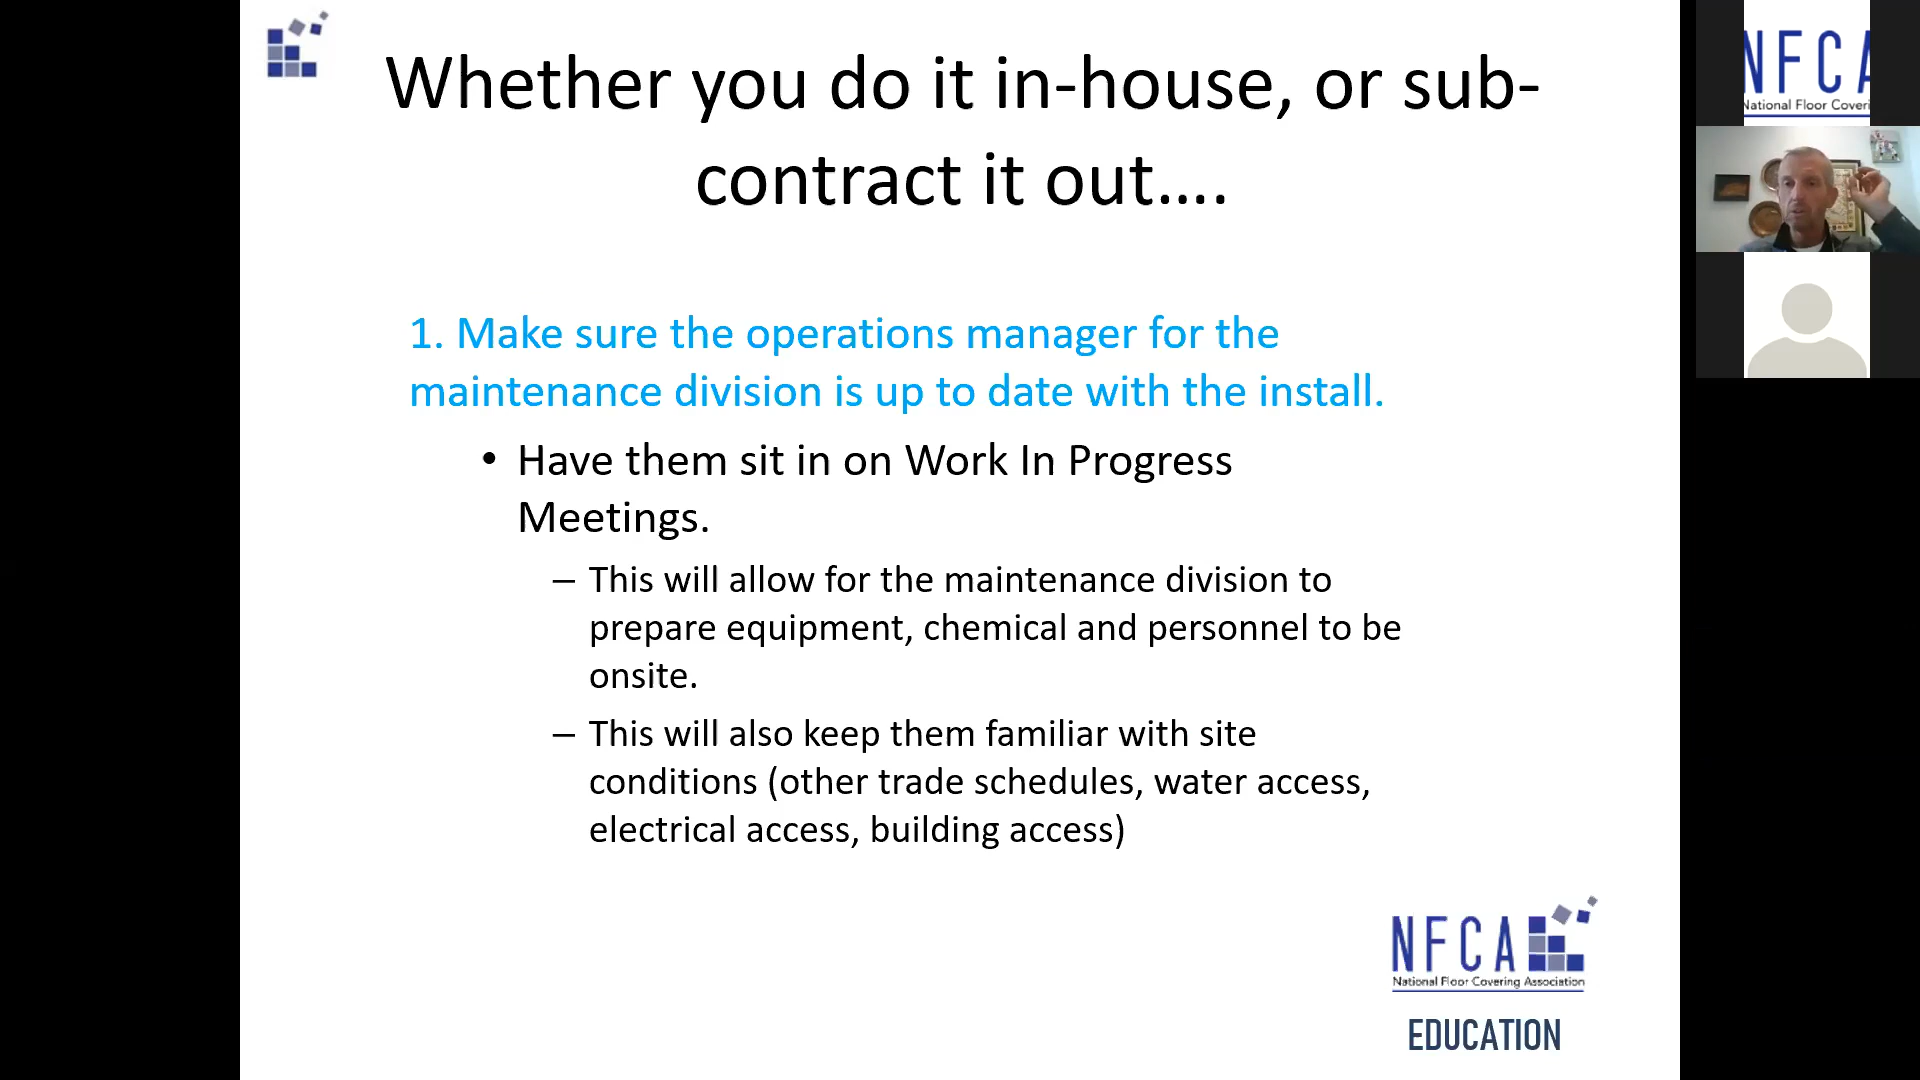 Whether you do it in-house, or sub-
contract it out....
1. Make sure the operations manager for the
maintenance division is up to date with the install.
• Have them sit in on Work In Progress
Meetings.
– This will allow for the maintenance division to
prepare equipment, chemical and personnel to be
onsite.
– This will also keep them familiar with site
conditions (other trade schedules, water access,
electrical access, building access)
NFCA
National Floor Covering Association
EDUCATION
NFCA
National Floor Coveri